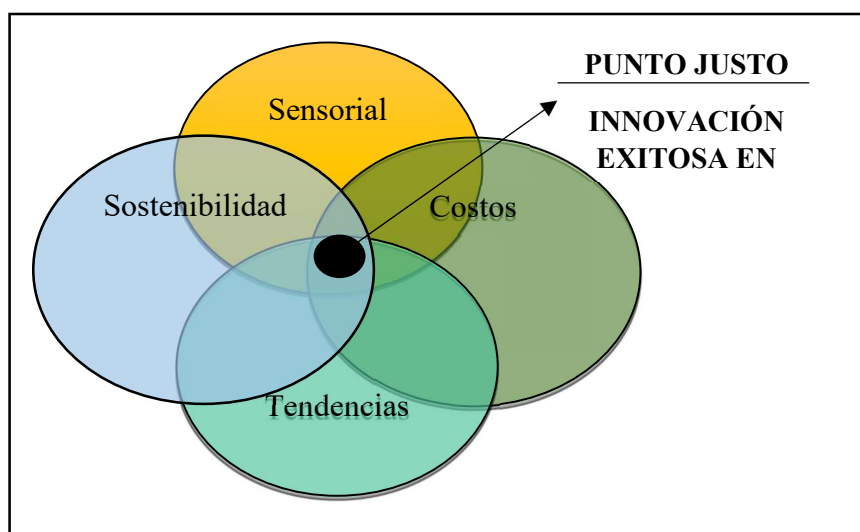 PUNTO JUSTO
INNOVACIÓN
EXITOSA EN
Sensorial
Sostenibilidad
Costos
Tendencias